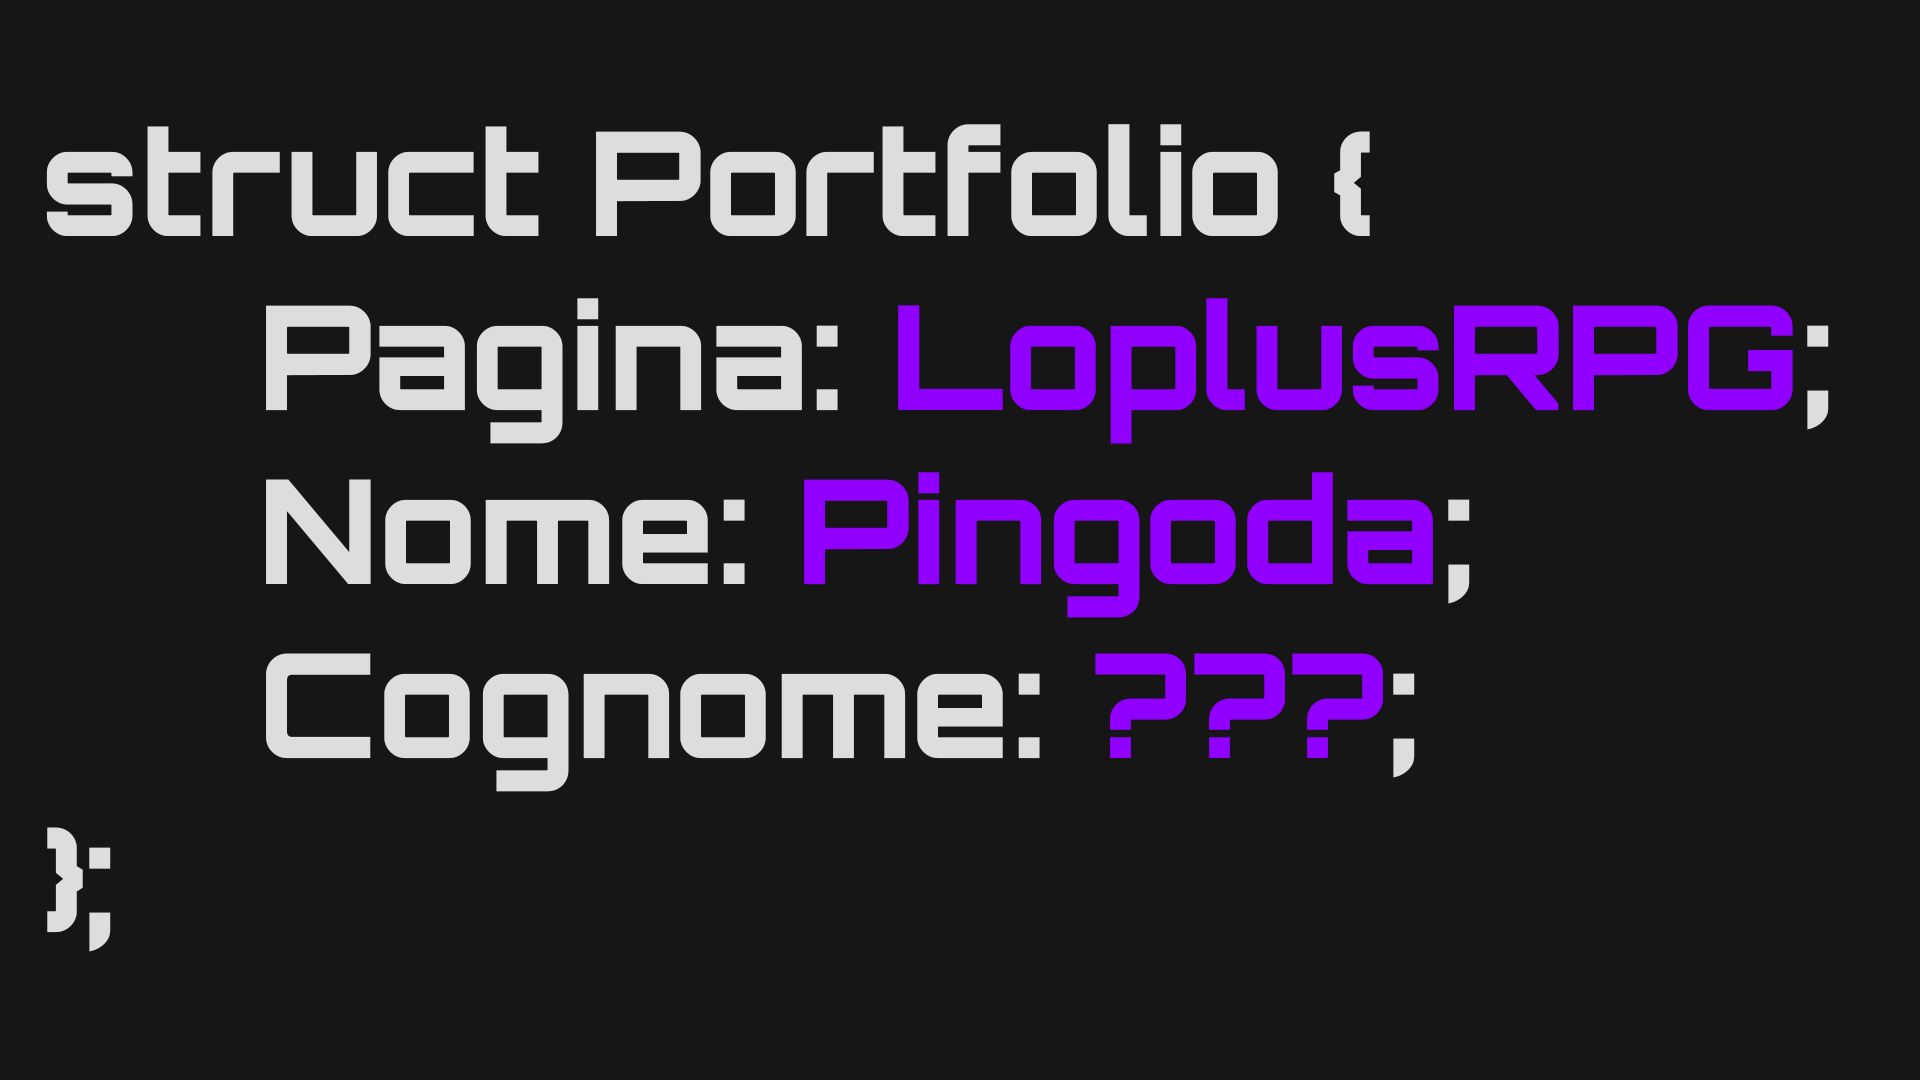 struct Portfolio {
Pagina: LoplusRPG;
Nome: Pingoda;
Cognome: ???;
};